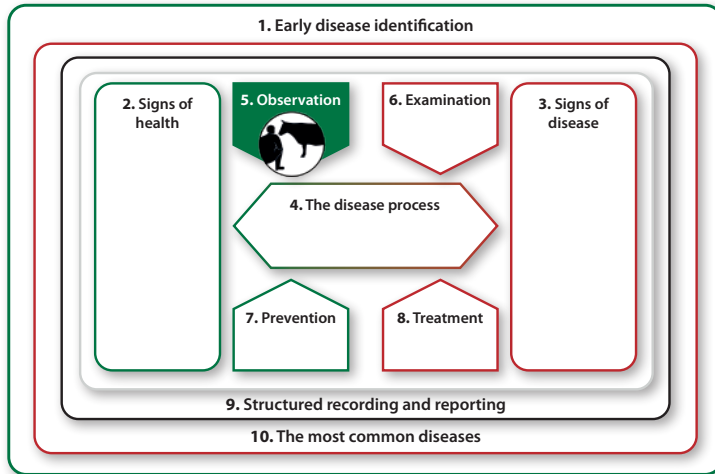 1. Early disease identification
2. Signs of
health
5. Observation
6. Examination
3. Signs of
disease
4. The disease process
7. Prevention
8. Treatment
9. Structured recording and reporting
10. The most common diseases